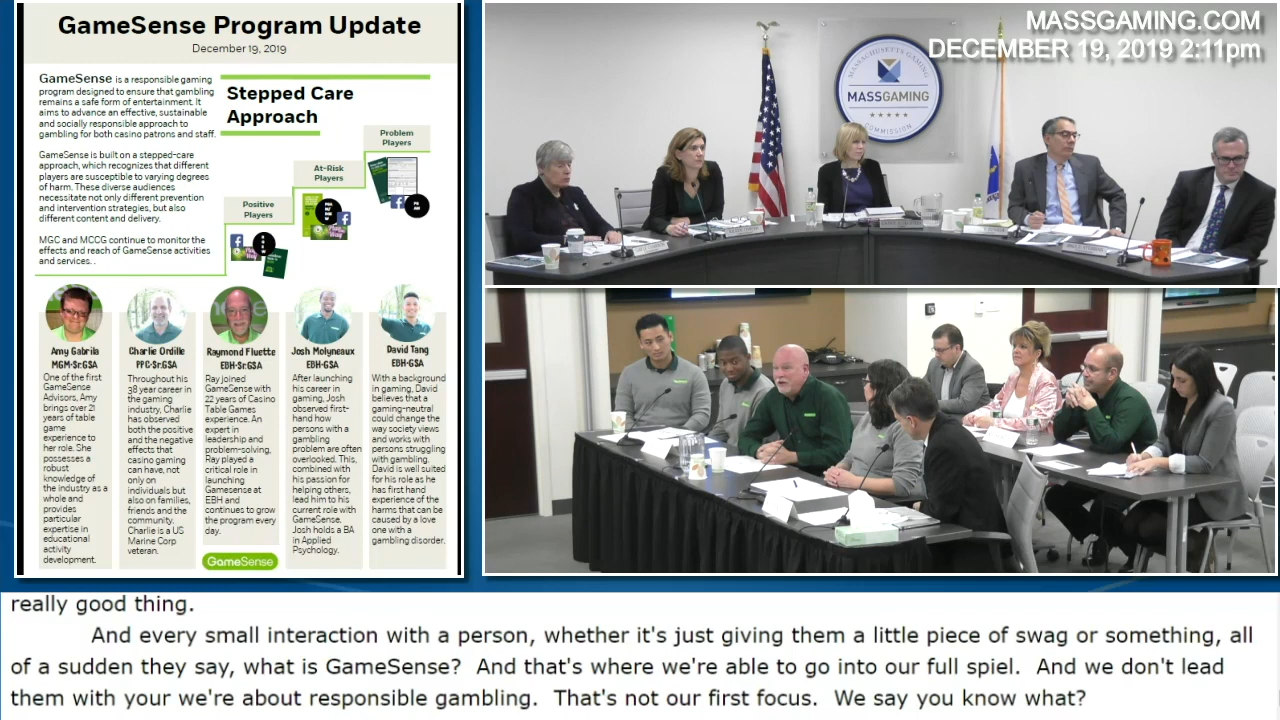 GameSense Program Update
December 19, 2019
GameSense is a responsible gaming
program designed to ensure that gambling
remains a safe form of entertainment. It
aims to advance an effective, sustainable
and socially responsible approach to
gambling for both casino patrons and staff.
GameSense is built on a stepped-care
approach, which recognizes that different
players are susceptible to varying degrees
of harm. These diverse audiences
necessitate not only different prevention
and intervention strategies, but also
different content and delivery.
MGC and MCCG continue to monitor the
effects and reach of GameSense activities
and services. .
Stepped Care
Approach
Positive
Players
At-Risk
Players
Problem
Players
Amy Gabrila
MGM-Sr.GSA
One of the first
GameSense
Advisors, Amy
brings over 21
years of table
game
experience to
her role. She
possesses a
robust
knowledge of
the industry as a
whole and
provides
particular
expertise in
educational
activity
development.
Charlie Ordille
PPC-Sr.GSA
Throughout his
38 year career in
the gaming
industry, Charlie
has observed
both the positive
and the negative
effects that
casino gaming
can have, not
only on
individuals but
also on families,
friends and the
community.
Charlie is a US
Marine Corp
veteran.
Raymond Fluette
EBH-Sr.GSA
Ray joined
GameSense with
22 years of Casino
Table Games
experience. An
expert in
leadership and
problem-solving,
Ray played a
critical role in
launching
Gamesense at
EBH and
continues to grow
the program every
day.
GameSense
Josh Molyneaux
EBH-GSA
After launching
his career in
gaming, Josh
observed first-
hand how
persons with a
gambling
problem are often
overlooked. This,
combined with
his passion for
helping others,
lead him to his
current role with
GameSense.
Josh holds a BA
in Applied
Psychology.
David Tang
EBH-GSA
With a background
in gaming, David
believes that a
gaming-neutral
could change the
way society views
and works with
persons struggling
with gambling.
David is well suited
for his role as he
has first hand
experience of the
harms that can be
caused by a love
one with a
gambling disorder.
MASSGAMING.COM
DECEMBER 19, 2019 2:11pm
MASSACHUSETTS GAMING
MASSGAMING
COMMISSION
really good thing.
And every small interaction with a person, whether it's just giving them a little piece of swag or something, all
of a sudden they say, what is GameSense? And that's where we're able to go into our full spiel. And we don't lead
them with your we're about responsible gambling. That's not our first focus. We say you know what?